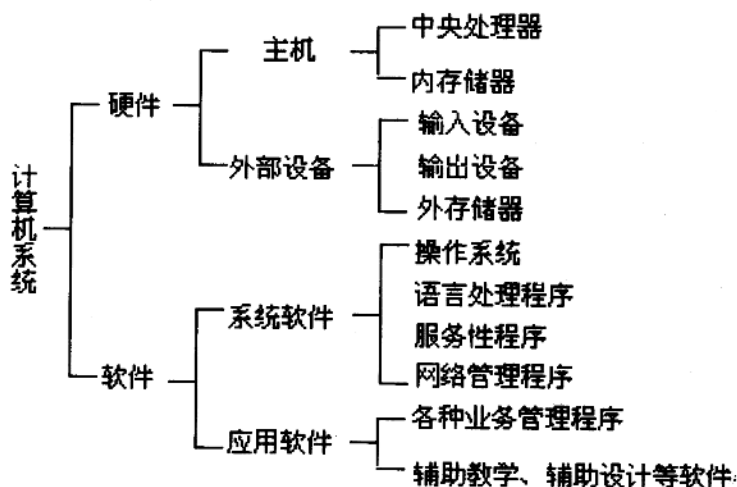 中央处理器
主机
内存储器
硬件
输入设备
外部设备
输出设备
外存储器
计算机系统
操作系统
语言处理程序
系统软件
服务性程序
网络管理程序
软件
各种业务管理程序
应用软件
辅助教学、辅助设计等软件